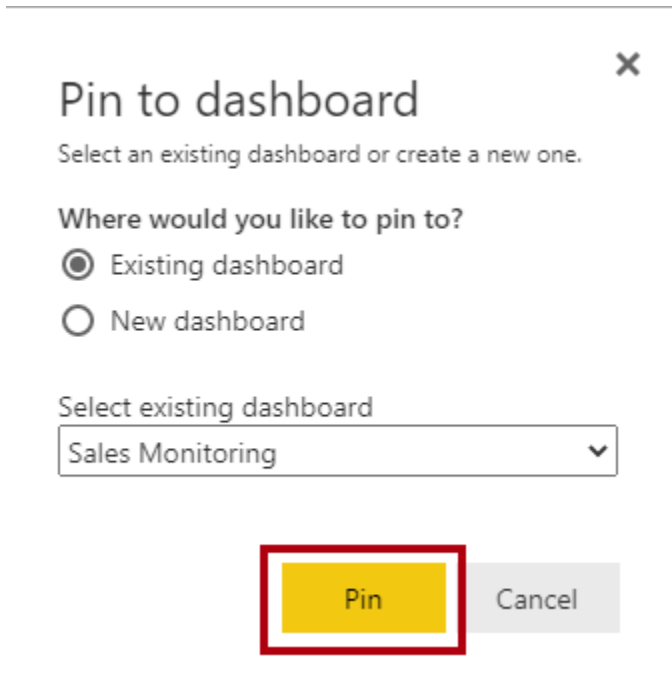 Pin to dashboard
Select an existing dashboard or create a new one.
Where would you like to pin to?
Existing dashboard
New dashboard
Select existing dashboard
Sales Monitoring
Pin
Cancel